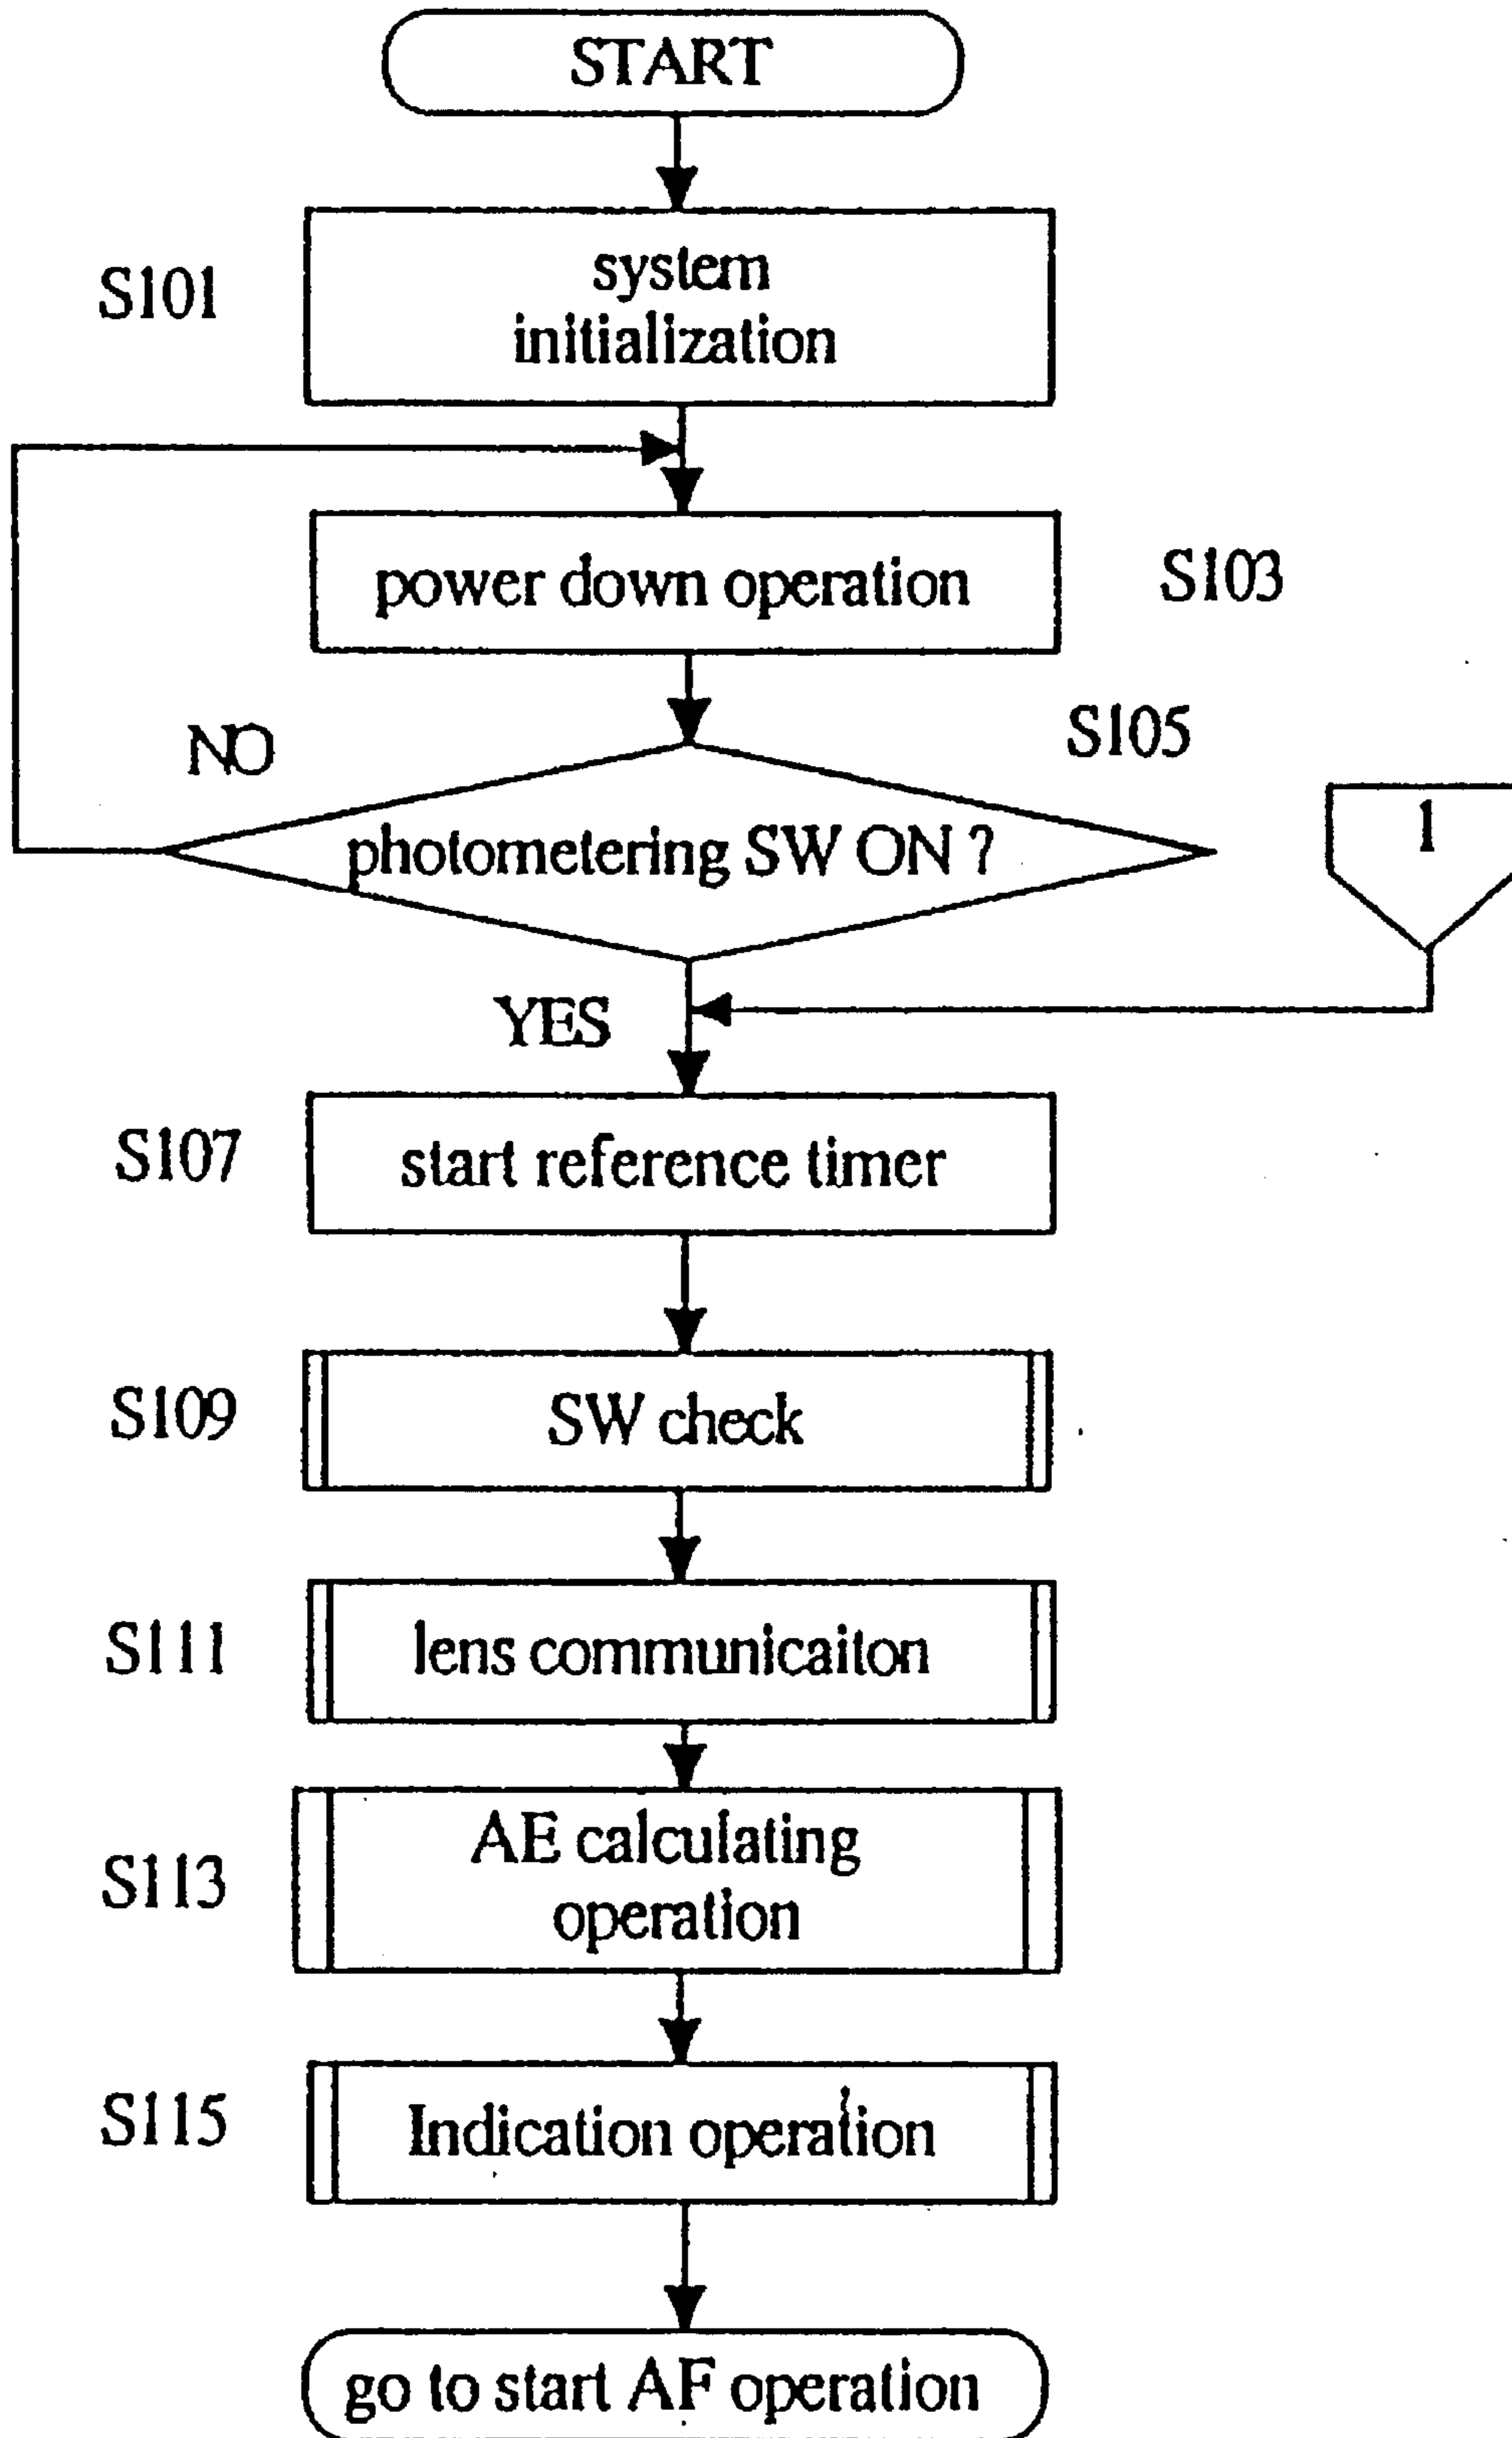 START
S101
system
initialization
power down operation
S103
NO
S105
photometering SW ON ?
1
YES
S107
start reference timer
S109
SW check
S111
lens communicaiton
S113
AE calculating
operation
S115
Indication operation
go to start AF operation